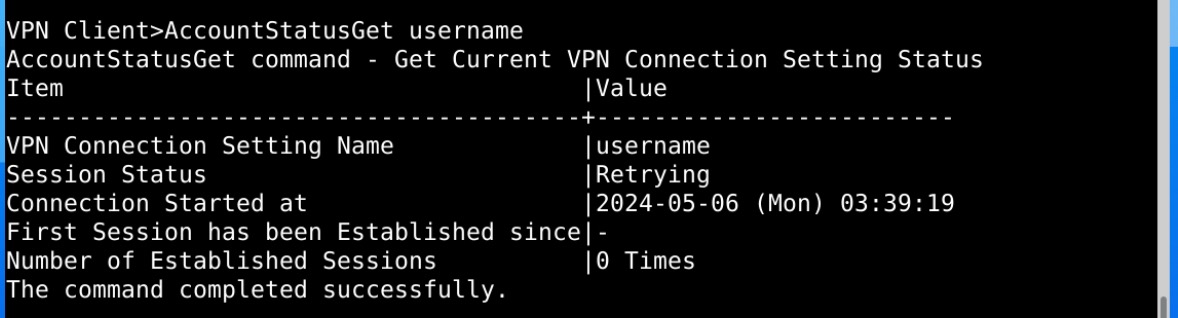 VPN Client>AccountStatusGet username
AccountStatusGet command - Get Current VPN Connection Setting Status
Item                                    |Value
----------------------------------------+-------------------------
VPN Connection Setting Name             |username
Session Status                          |Retrying
Connection Started at                   |2024-05-06 (Mon) 03:39:19
First Session has been Established since|-
Number of Established Sessions          |0 Times
The command completed successfully.